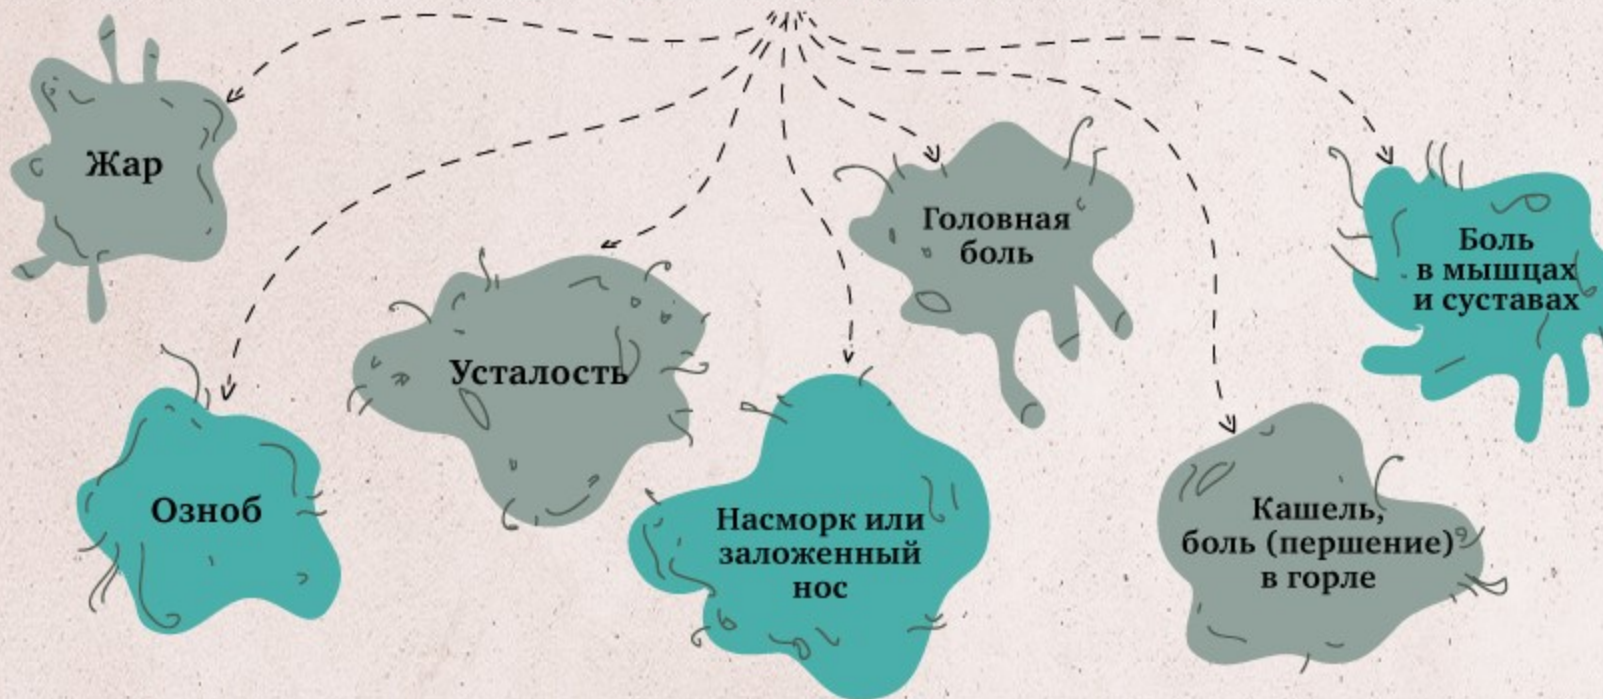 Жар
Головная
боль
Боль
в мышцах
и суставах
Усталость
Озноб
Насморк или
заложенный
нос
Кашель,
боль (першение)
в горле